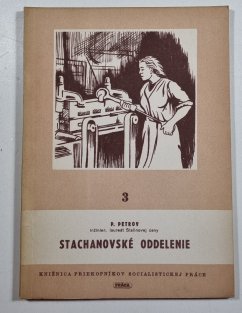 3
P. PETROV
inžinier, laureát Stalinovej ceny
STACHANOVSKÉ ODDELENIE
KNIŽNICA PRIEKOPNÍKOV SOCIALISTICKEJ PRÁCE
PRÁCA